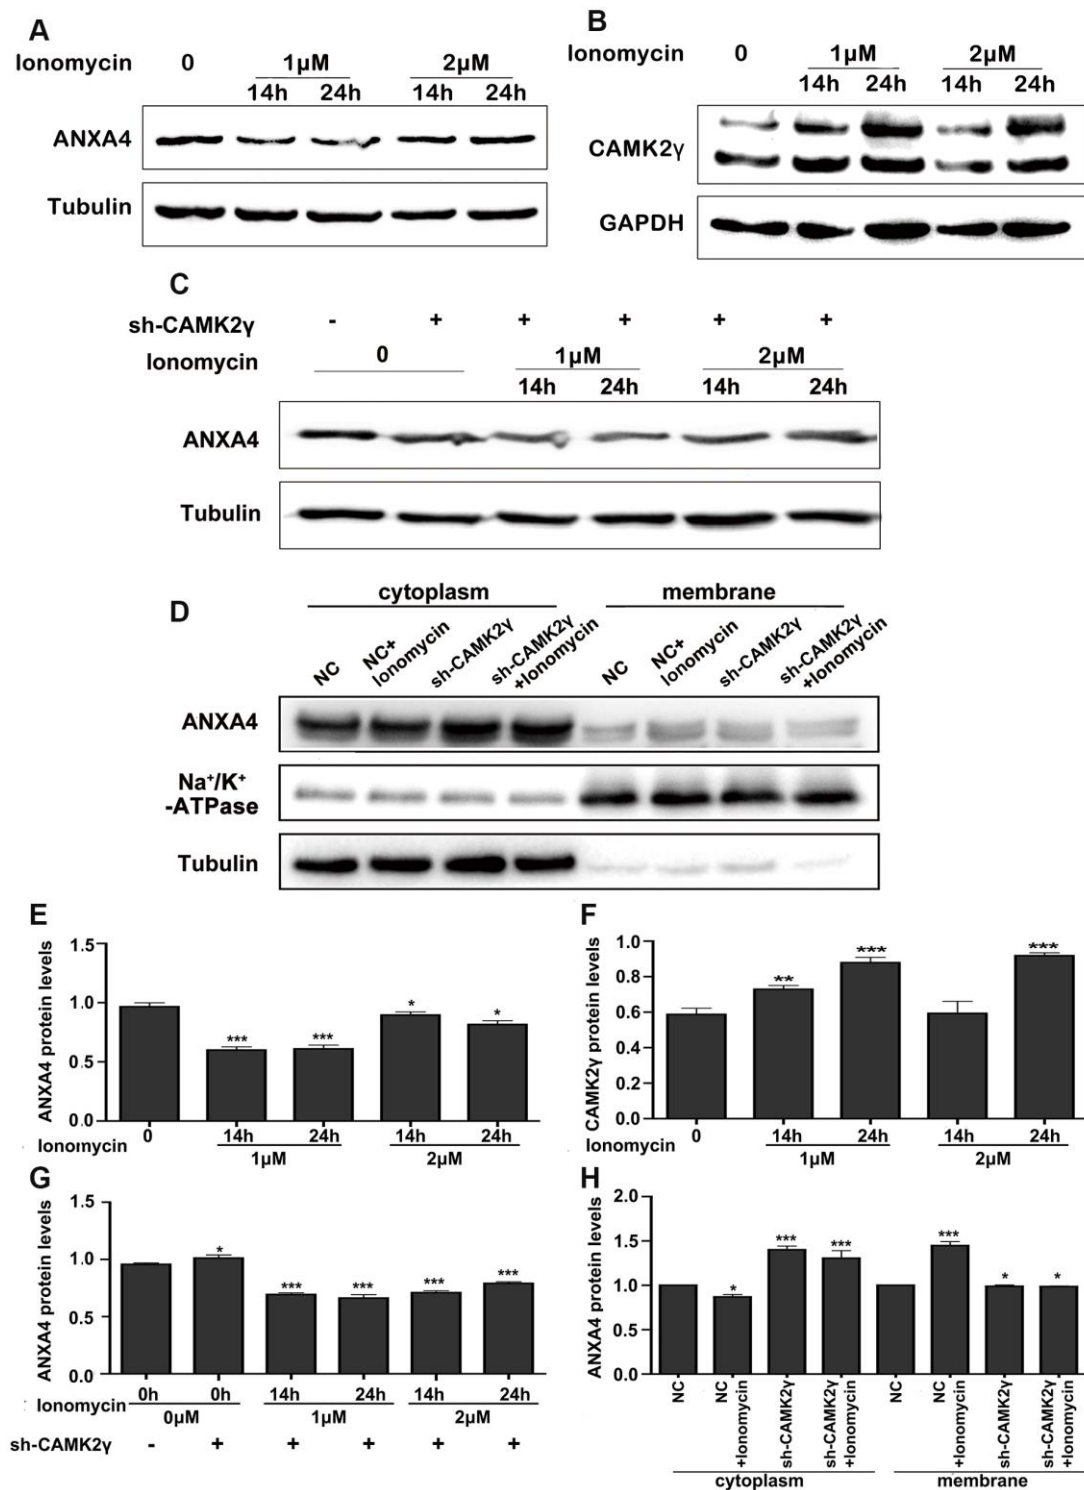 A
Ionomycin 0 1μM 2μM
14h 24h 14h 24h
ANXA4
Tubulin
B
Ionomycin 0 1μM 2μM
14h 24h 14h 24h
CAMK2γ
GAPDH
C
sh-CAMK2γ - + + + + +
Ionomycin 0 1μM 2μM
14h 24h 14h 24h
ANXA4
Tubulin
D
cytoplasm membrane
NC NC+ Ionomycin sh-CAMK2γ sh-CAMK2γ +Ionomycin NC NC+ Ionomycin sh-CAMK2γ sh-CAMK2γ +Ionomycin
ANXA4
Na⁺/K⁺
-ATPase
Tubulin
E
ANXA4 protein levels
1.5
1.0
0.5
0.0
*** *** * *
0 14h 24h 14h 24h
Ionomycin
1μM 2μM
F
CAMK2γ protein levels
1.0
0.8
0.6
0.4
0.2
0.0
** *** ***
0 14h 24h 14h 24h
Ionomycin
1μM 2μM
G
ANXA4 protein levels
1.5
1.0
0.5
0.0
* *** *** *** ***
0h 0h 14h 24h 14h 24h
Ionomycin
0μM 1μM 2μM
sh-CAMK2γ - + + + + +
H
ANXA4 protein levels
2.0
1.5
1.0
0.5
0.0
* *** *** *** * *
NC NC +Ionomycin sh-CAMK2γ sh-CAMK2γ +Ionomycin NC NC +Ionomycin sh-CAMK2γ sh-CAMK2γ +Ionomycin
cytoplasm membrane